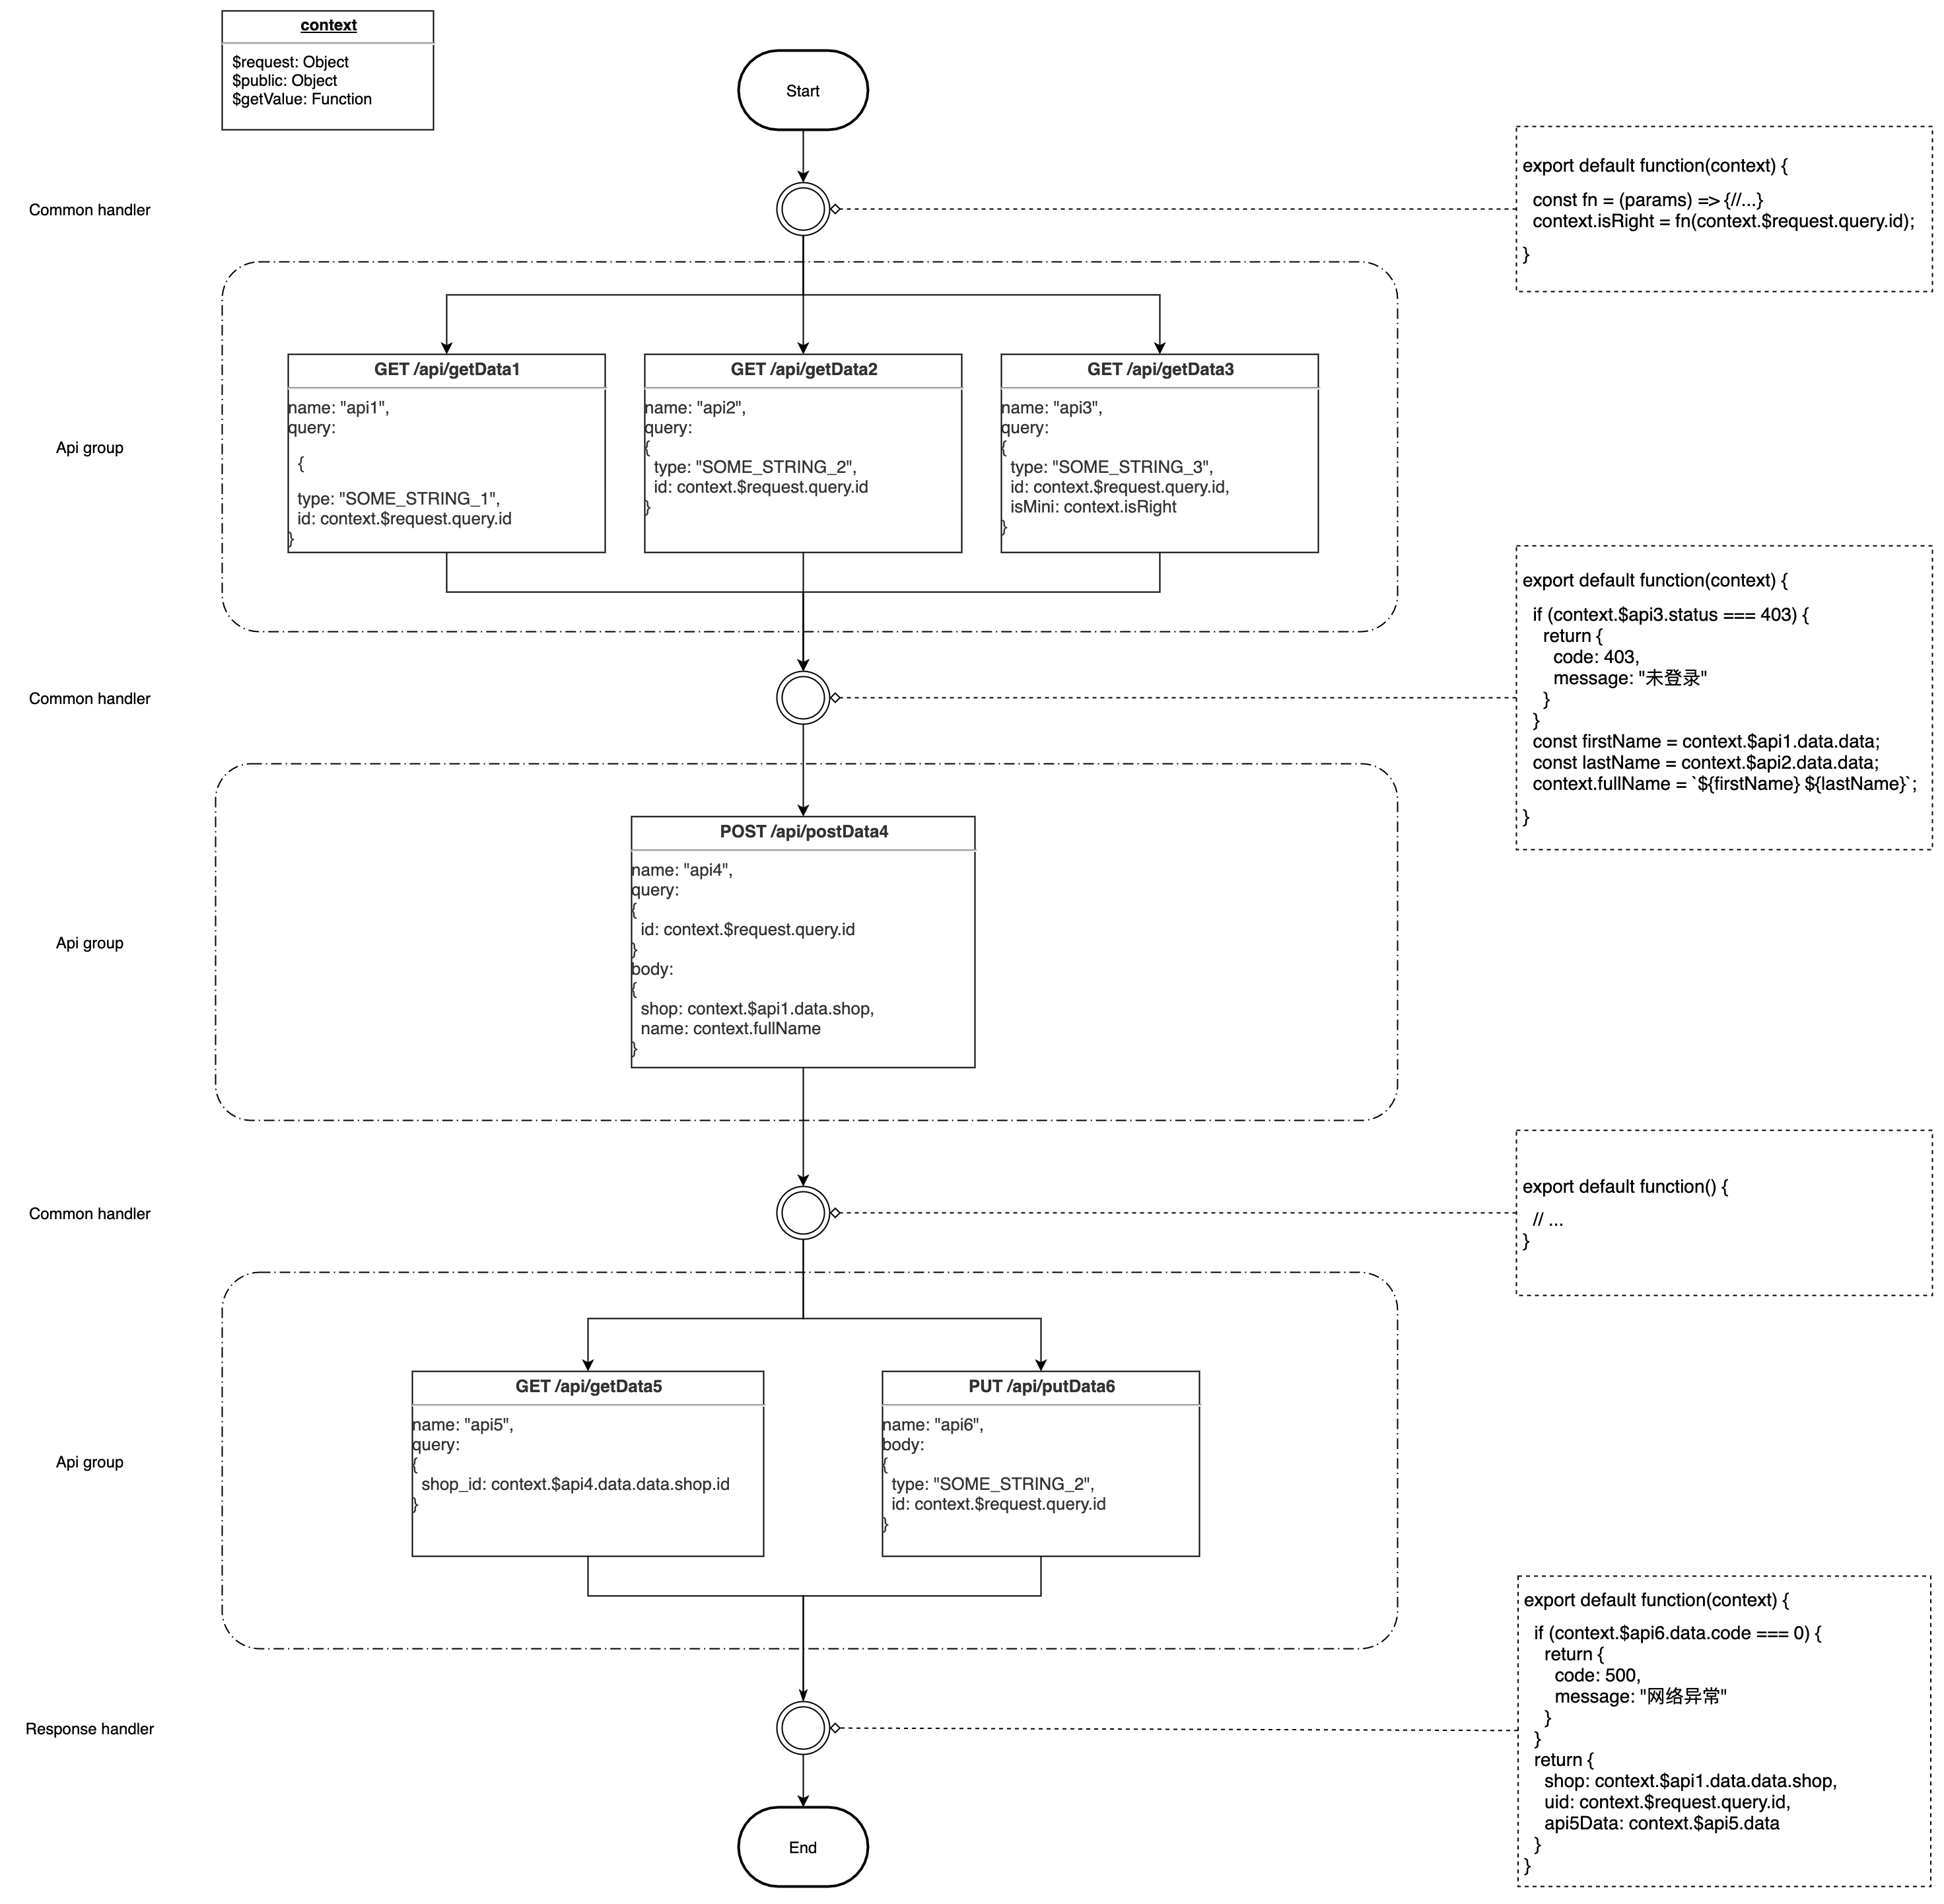 context
$request: Object
$public: Object
$getValue: Function
Start
Common handler
export default function(context) {
const fn = (params) => {//...}
context.isRight = fn(context.$request.query.id);
}
Api group
GET /api/getData1
name: "api1",
query:
{
type: "SOME_STRING_1",
id: context.$request.query.id
}
GET /api/getData2
name: "api2",
query:
{
type: "SOME_STRING_2",
id: context.$request.query.id
}
GET /api/getData3
name: "api3",
query:
{
type: "SOME_STRING_3",
id: context.$request.query.id,
isMini: context.isRight
}
Common handler
export default function(context) {
if (context.$api3.status === 403) {
return {
code: 403,
message: "未登录"
}
}
const firstName = context.$api1.data.data;
const lastName = context.$api2.data.data;
context.fullName = `${firstName} ${lastName}`;
}
Api group
POST /api/postData4
name: "api4",
query:
{
id: context.$request.query.id
}
body:
{
shop: context.$api1.data.shop,
name: context.fullName
}
Common handler
export default function() {
// ...
}
Api group
GET /api/getData5
name: "api5",
query:
{
shop_id: context.$api4.data.data.shop.id
}
PUT /api/putData6
name: "api6",
body:
{
type: "SOME_STRING_2",
id: context.$request.query.id
}
Response handler
export default function(context) {
if (context.$api6.data.code === 0) {
return {
code: 500,
message: "网络异常"
}
}
return {
shop: context.$api1.data.data.shop,
uid: context.$request.query.id,
api5Data: context.$api5.data
}
}
End